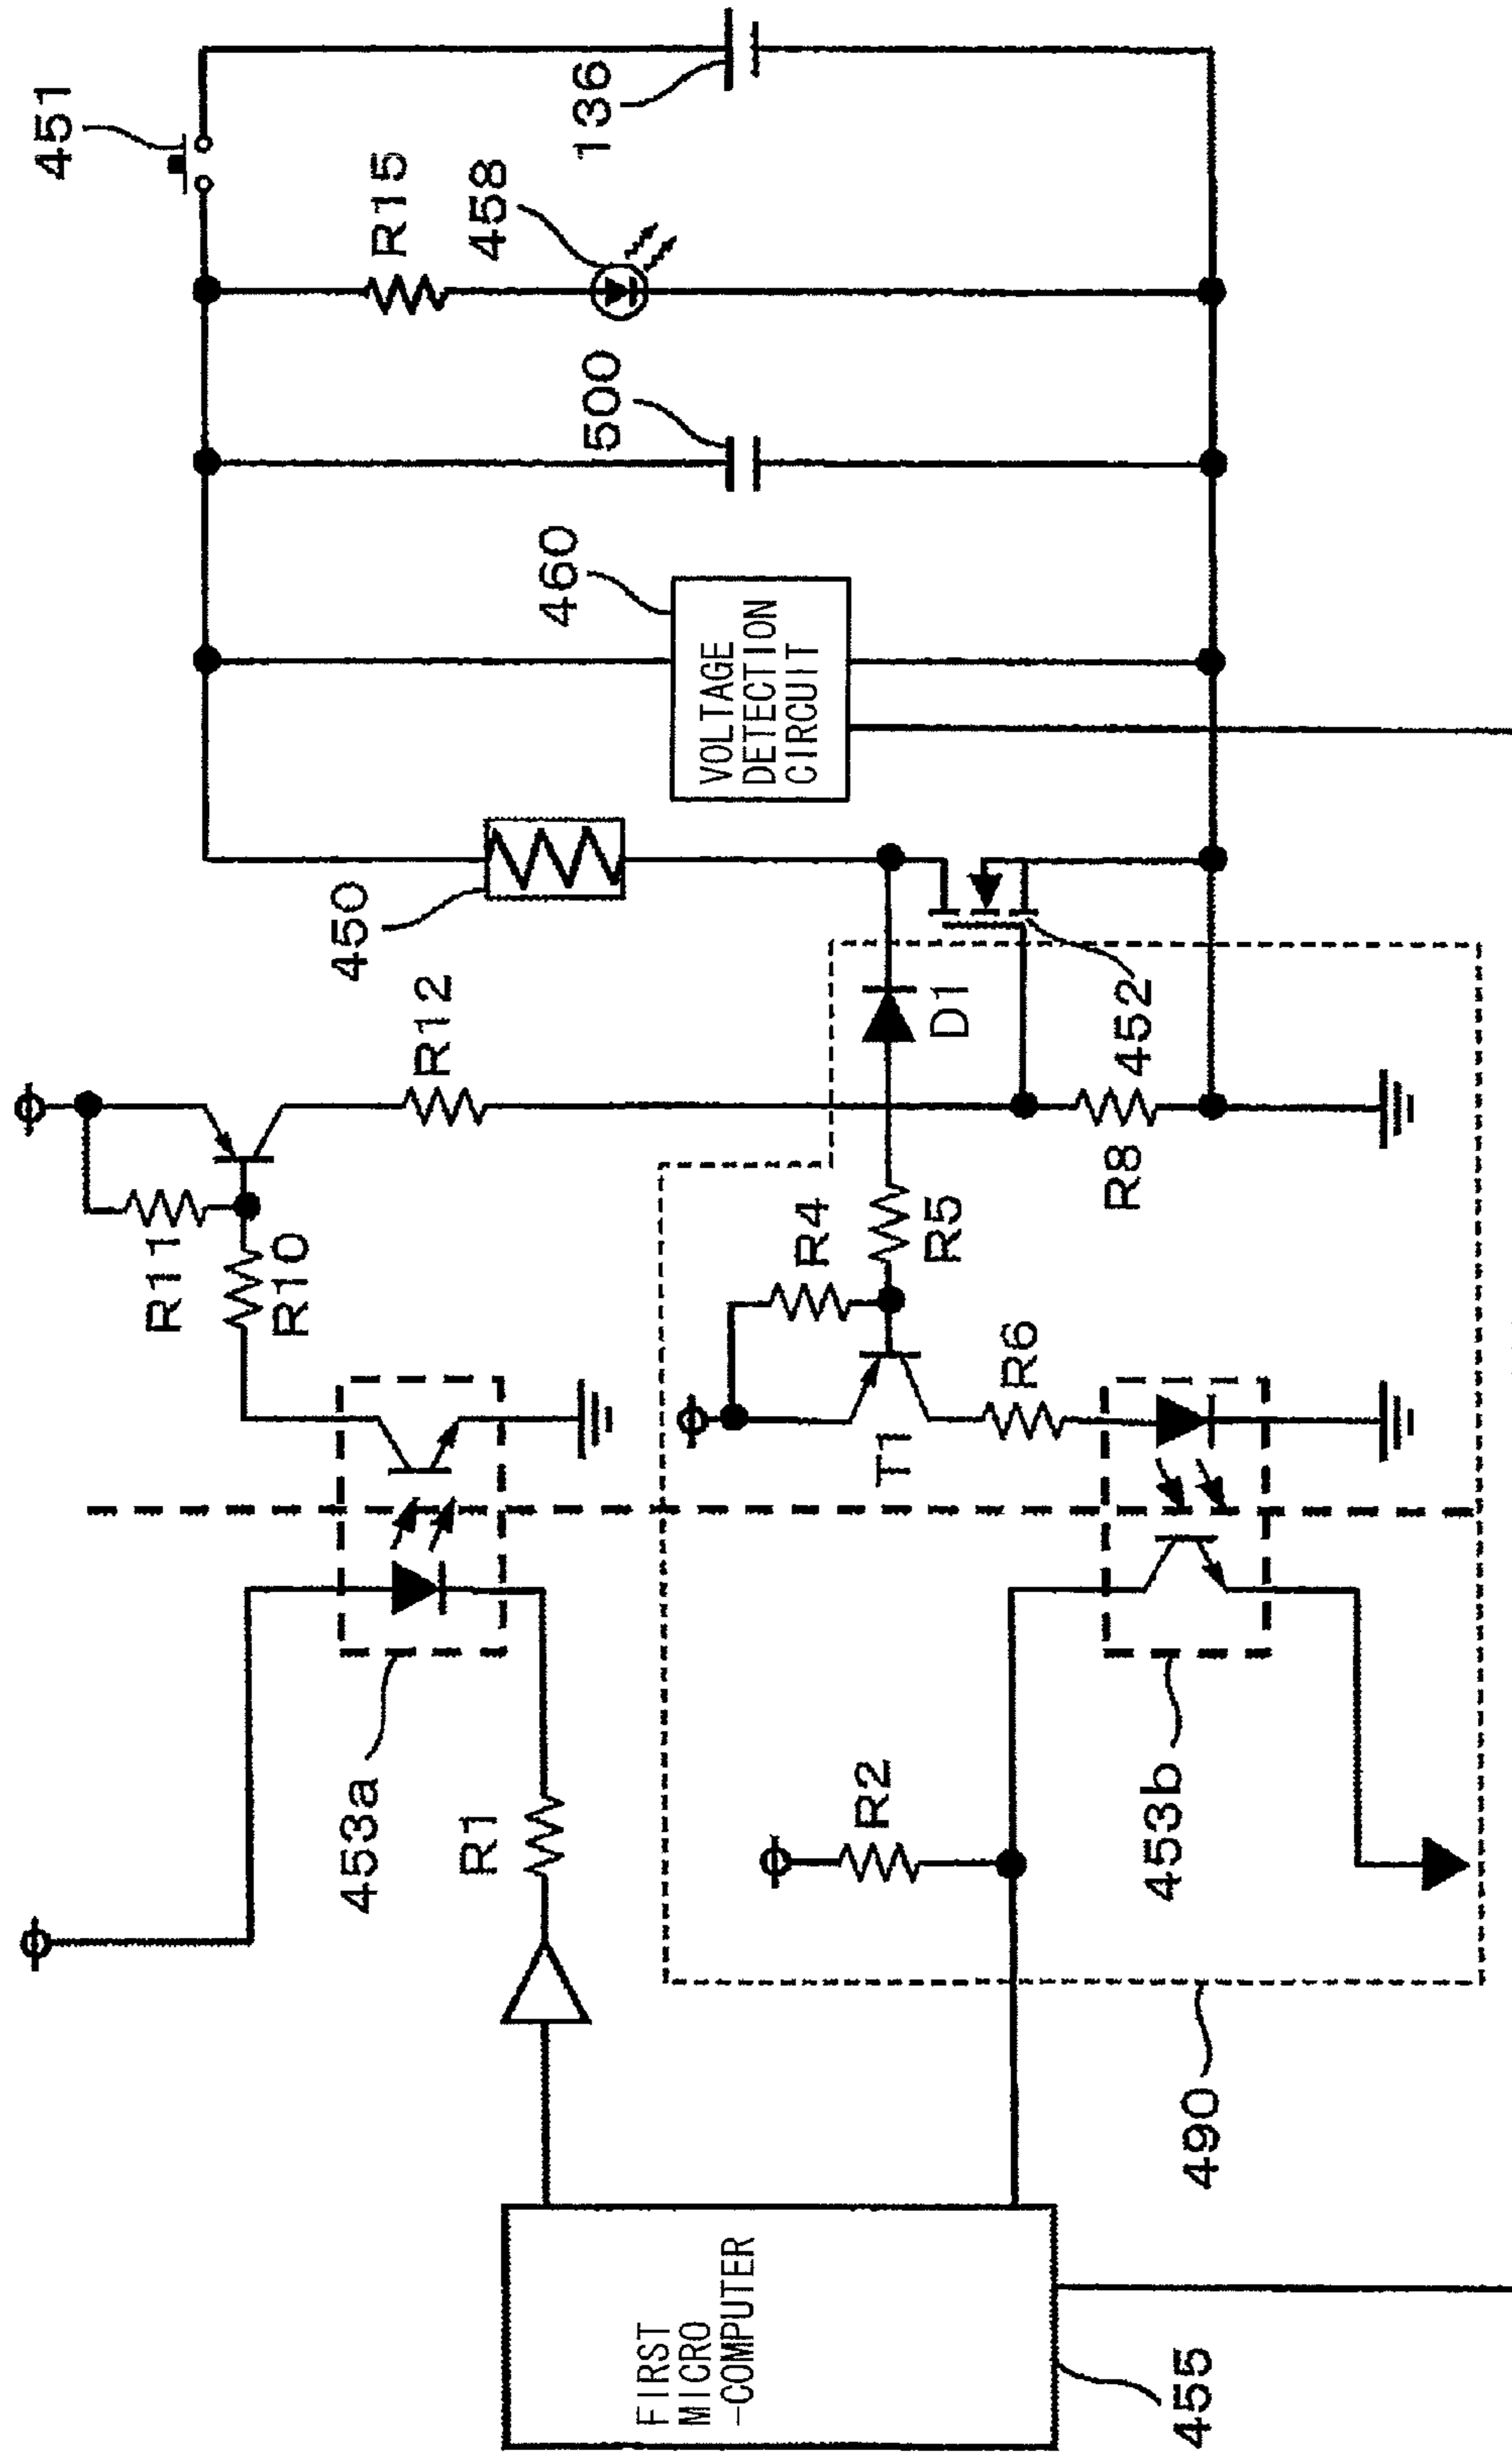 451
R15
458
136
500
460
VOLTAGE
DETECTION
CIRCUIT
450
R12
D1
452
R11
R10
R4
R5
R8
R6
T1
453a
R1
R2
453b
490
FIRST
MICRO
-COMPUTER
455